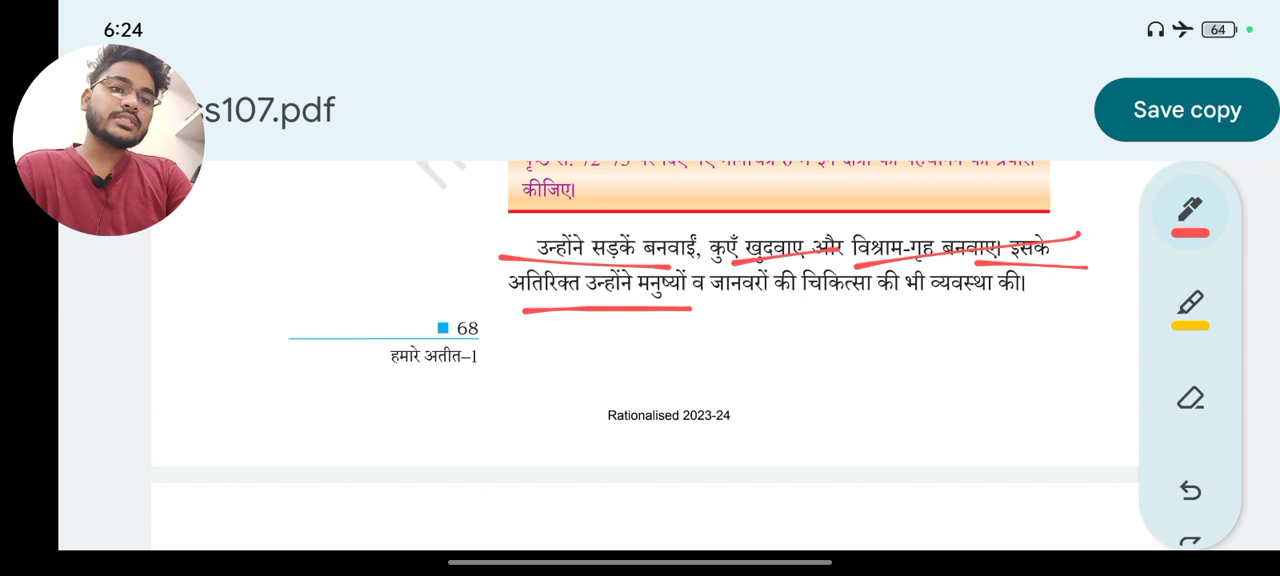 6:24
64
ss107.pdf
Save copy
कीजिए।
उन्होंने सड़कें बनवाईं, कुएँ खुदवाए और विश्राम-गृह बनवाए। इसके
अतिरिक्त उन्होंने मनुष्यों व जानवरों की चिकित्सा की भी व्यवस्था की।
68
हमारे अतीत–1
Rationalised 2023-24